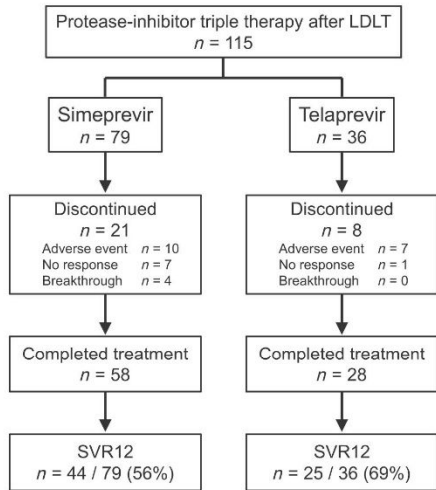 Protease-inhibitor triple therapy after LDLT
n = 115
Simeprevir
n = 79
Telaprevir
n = 36
Discontinued
n = 21
Adverse event n = 10
No response n = 7
Breakthrough n = 4
Discontinued
n = 8
Adverse event n = 7
No response n = 1
Breakthrough n = 0
Completed treatment
n = 58
Completed treatment
n = 28
SVR12
n = 44 / 79 (56%)
SVR12
n = 25 / 36 (69%)